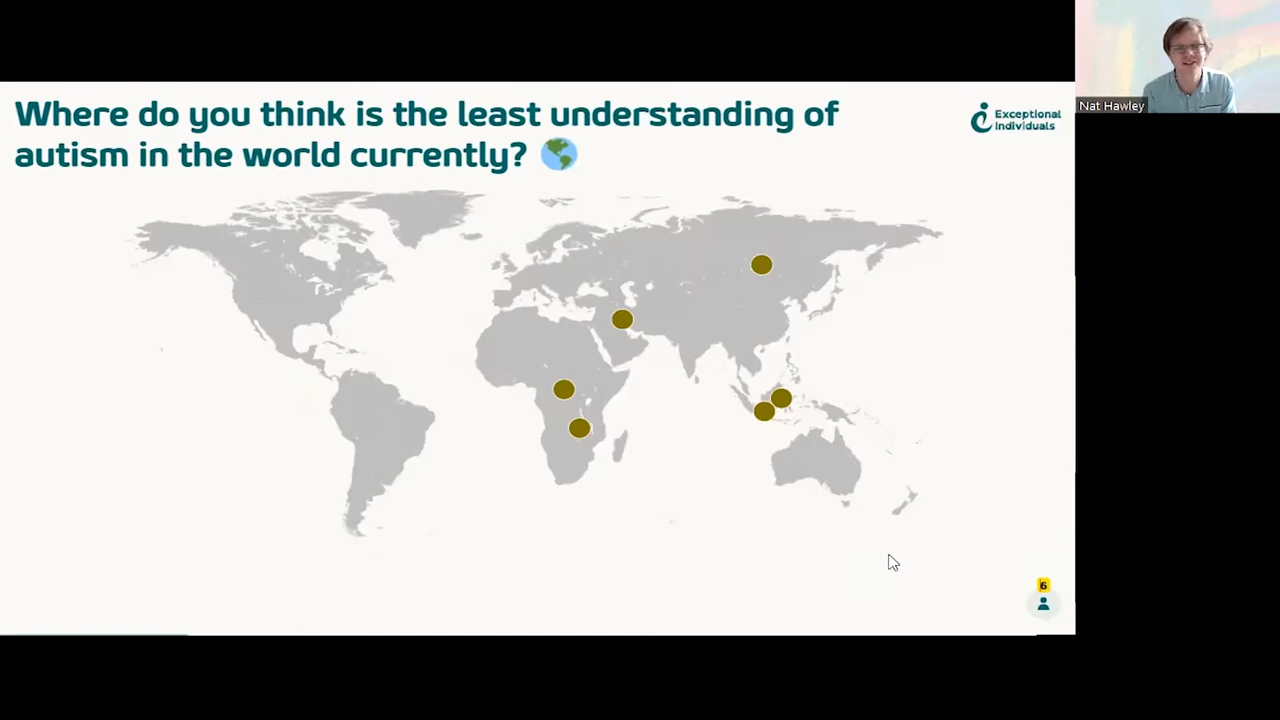 Where do you think is the least understanding of
autism in the world currently?
Exceptional
Individuals
Nat Hawley
6